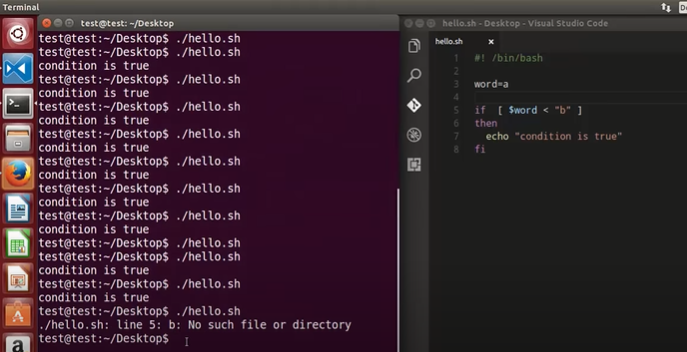 Terminal
test@test: ~/Desktop
test@test:~/Desktop$ ./hello.sh
test@test:~/Desktop$ ./hello.sh
condition is true
test@test:~/Desktop$ ./hello.sh
condition is true
test@test:~/Desktop$ ./hello.sh
condition is true
test@test:~/Desktop$ ./hello.sh
condition is true
test@test:~/Desktop$ ./hello.sh
condition is true
test@test:~/Desktop$ ./hello.sh
condition is true
test@test:~/Desktop$ ./hello.sh
test@test:~/Desktop$ ./hello.sh
test@test:~/Desktop$ ./hello.sh
condition is true
test@test:~/Desktop$ ./hello.sh
condition is true
test@test:~/Desktop$ ./hello.sh
./hello.sh: line 5: b: No such file or directory
test@test:~/Desktop$
hello.sh - Desktop - Visual Studio Code
hello.sh
1 #! /bin/bash
2
3 word=a
4
5 if [ $word < "b" ]
6 then
7 echo "condition is true"
8 fi